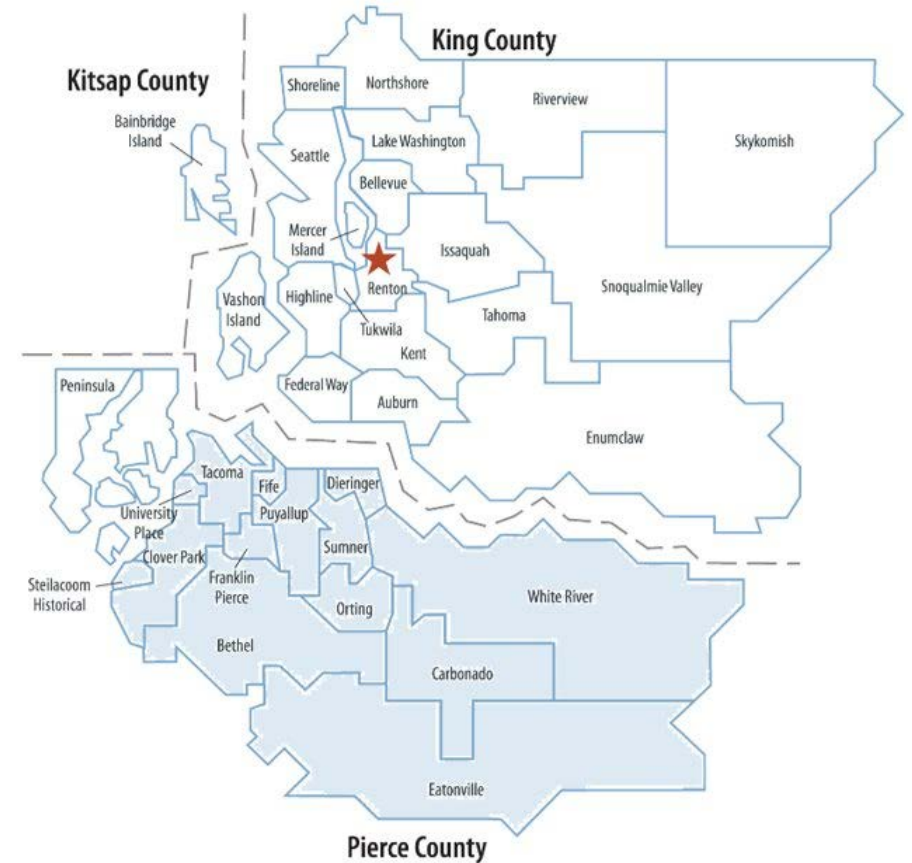 King County
Kitsap County
Shoreline
Northshore
Riverview
Skykomish
Bainbridge
Island
Seattle
Lake Washington
Bellevue
Mercer
Island
Issaquah
Renton
Snoqualmie Valley
Vashon
Island
Highline
Tahoma
Tukwila
Kent
Peninsula
Federal Way
Auburn
Enumclaw
Tacoma
Fife
Dieringer
University
Place
Puyallup
Clover Park
Sumner
Steilacoom
Historical
Franklin
Pierce
Orting
White River
Bethel
Carbonado
Eatonville
Pierce County